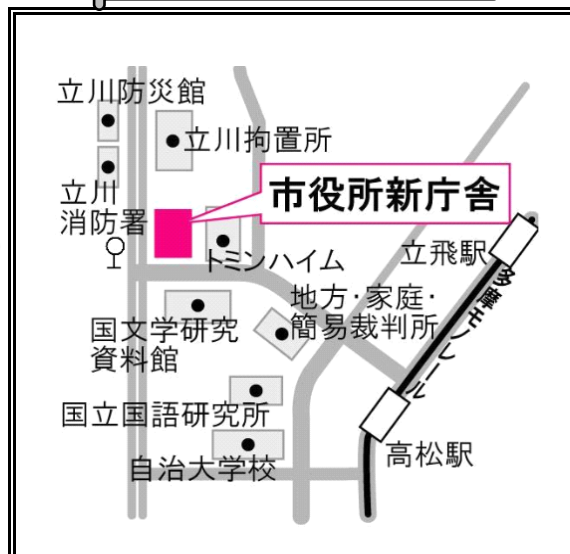 立川防災館
立川拘置所
市役所新庁舎
立川
消防署
トミンハイム
立飛駅
多摩モノレール
地方・家庭・
簡易裁判所
国文学研究
資料館
国立国語研究所
高松駅
自治大学校